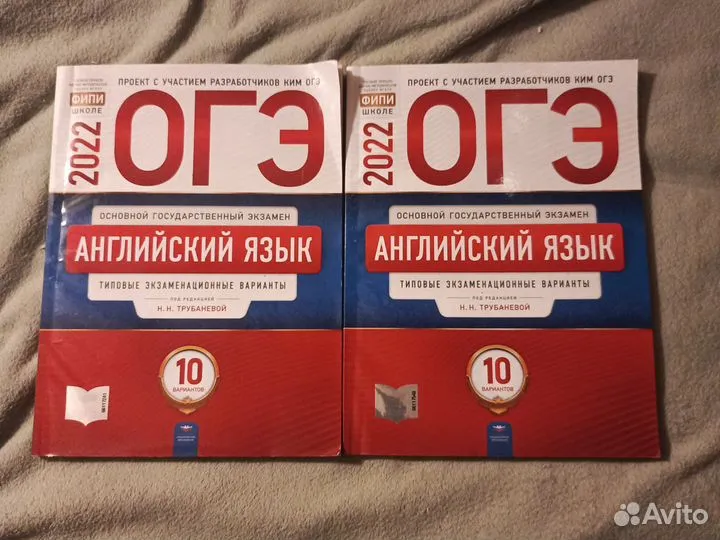 ПРОЕКТ С УЧАСТИЕМ РАЗРАБОТЧИКОВ КИМ ОГЭ
ФИПИ
ШКОЛЕ
2022
ОГЭ
ОСНОВНОЙ ГОСУДАРСТВЕННЫЙ ЭКЗАМЕН
АНГЛИЙСКИЙ ЯЗЫК
ТИПОВЫЕ ЭКЗАМЕНАЦИОННЫЕ ВАРИАНТЫ
ПОД РЕДАКЦИЕЙ
Н. Н. ТРУБАНЕВОЙ
10
ВАРИАНТОВ
ПРОЕКТ С УЧАСТИЕМ РАЗРАБОТЧИКОВ КИМ ОГЭ
ФИПИ
ШКОЛЕ
2022
ОГЭ
ОСНОВНОЙ ГОСУДАРСТВЕННЫЙ ЭКЗАМЕН
АНГЛИЙСКИЙ ЯЗЫК
ТИПОВЫЕ ЭКЗАМЕНАЦИОННЫЕ ВАРИАНТЫ
ПОД РЕДАКЦИЕЙ
Н. Н. ТРУБАНЕВОЙ
10
ВАРИАНТОВ
Avito